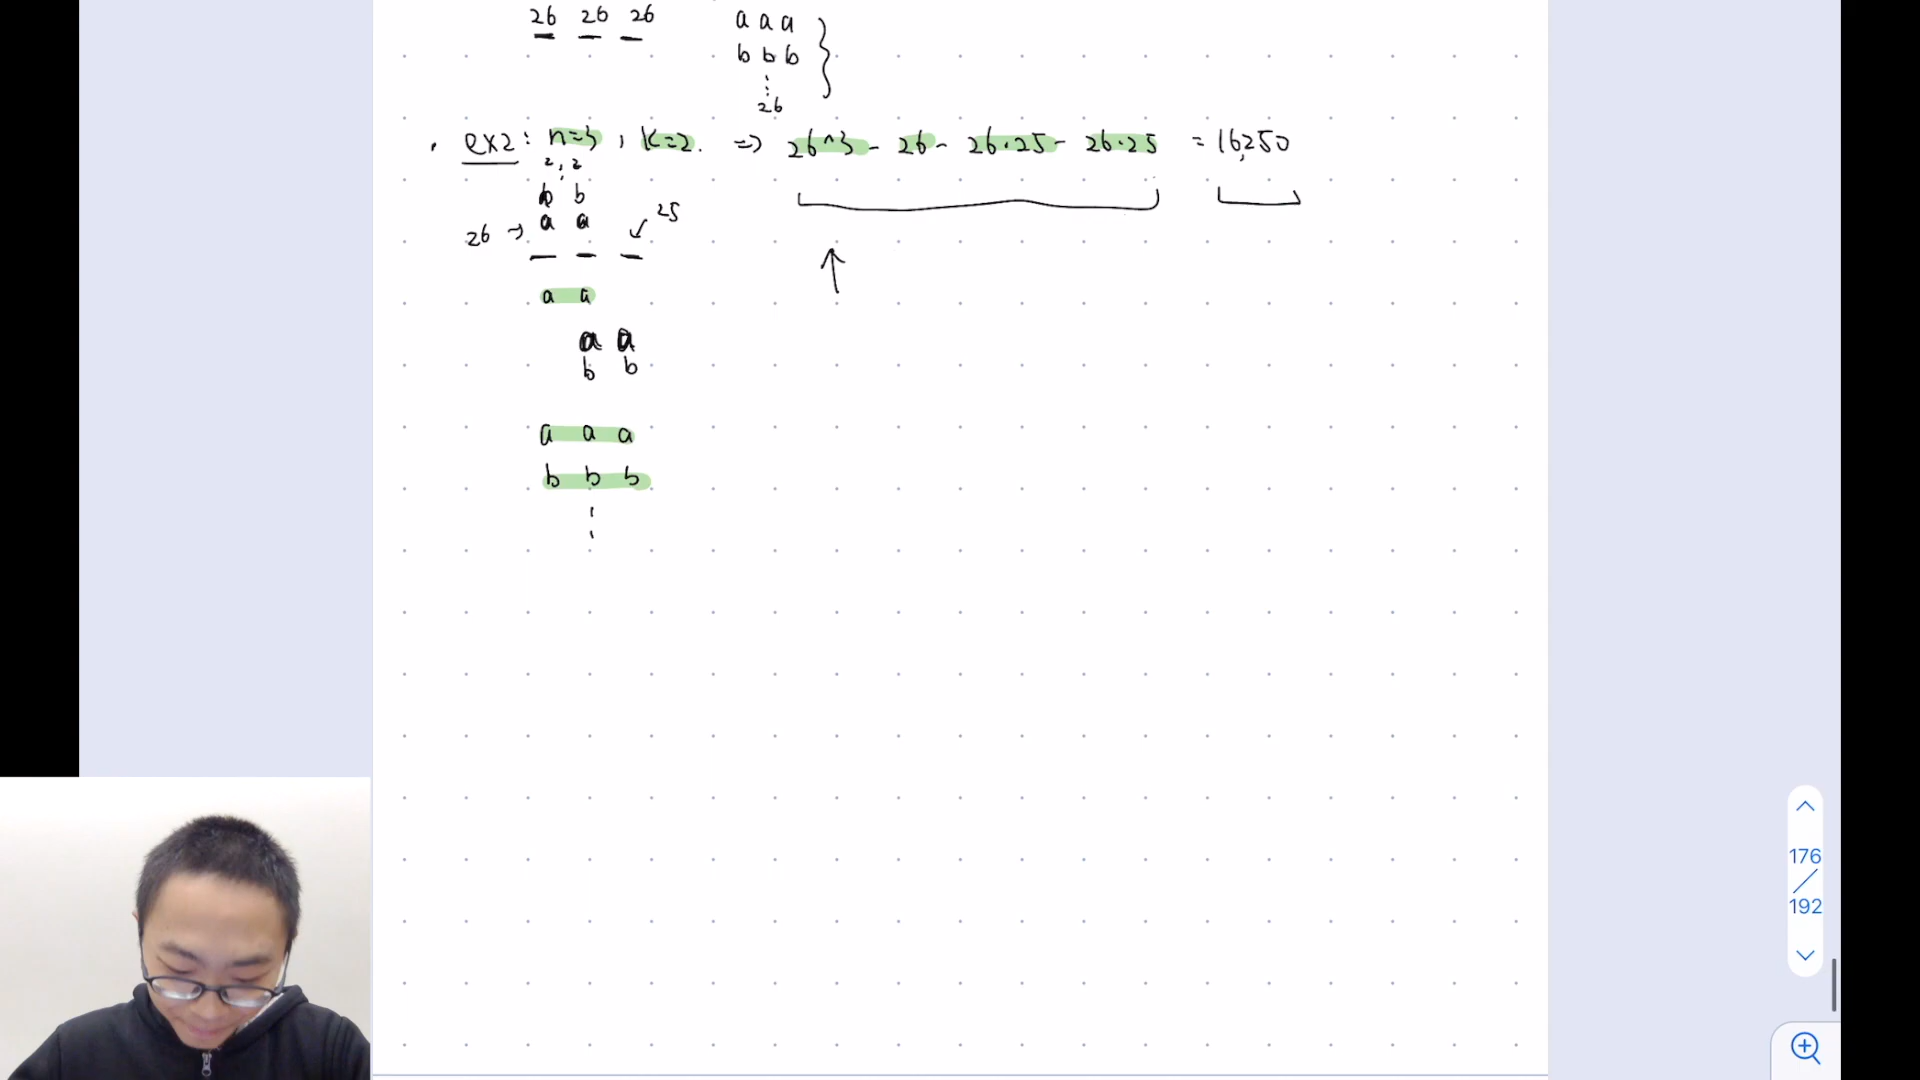 26 26 26
a a a
b b b
26
ex2: n=3, k=2. => 26^3 - 26 - 26·25 - 26·25 = 16,250
2, 2
b b
26 → a a ↙ 25
a a
a a
b b
a a a
b b b
176
/
192